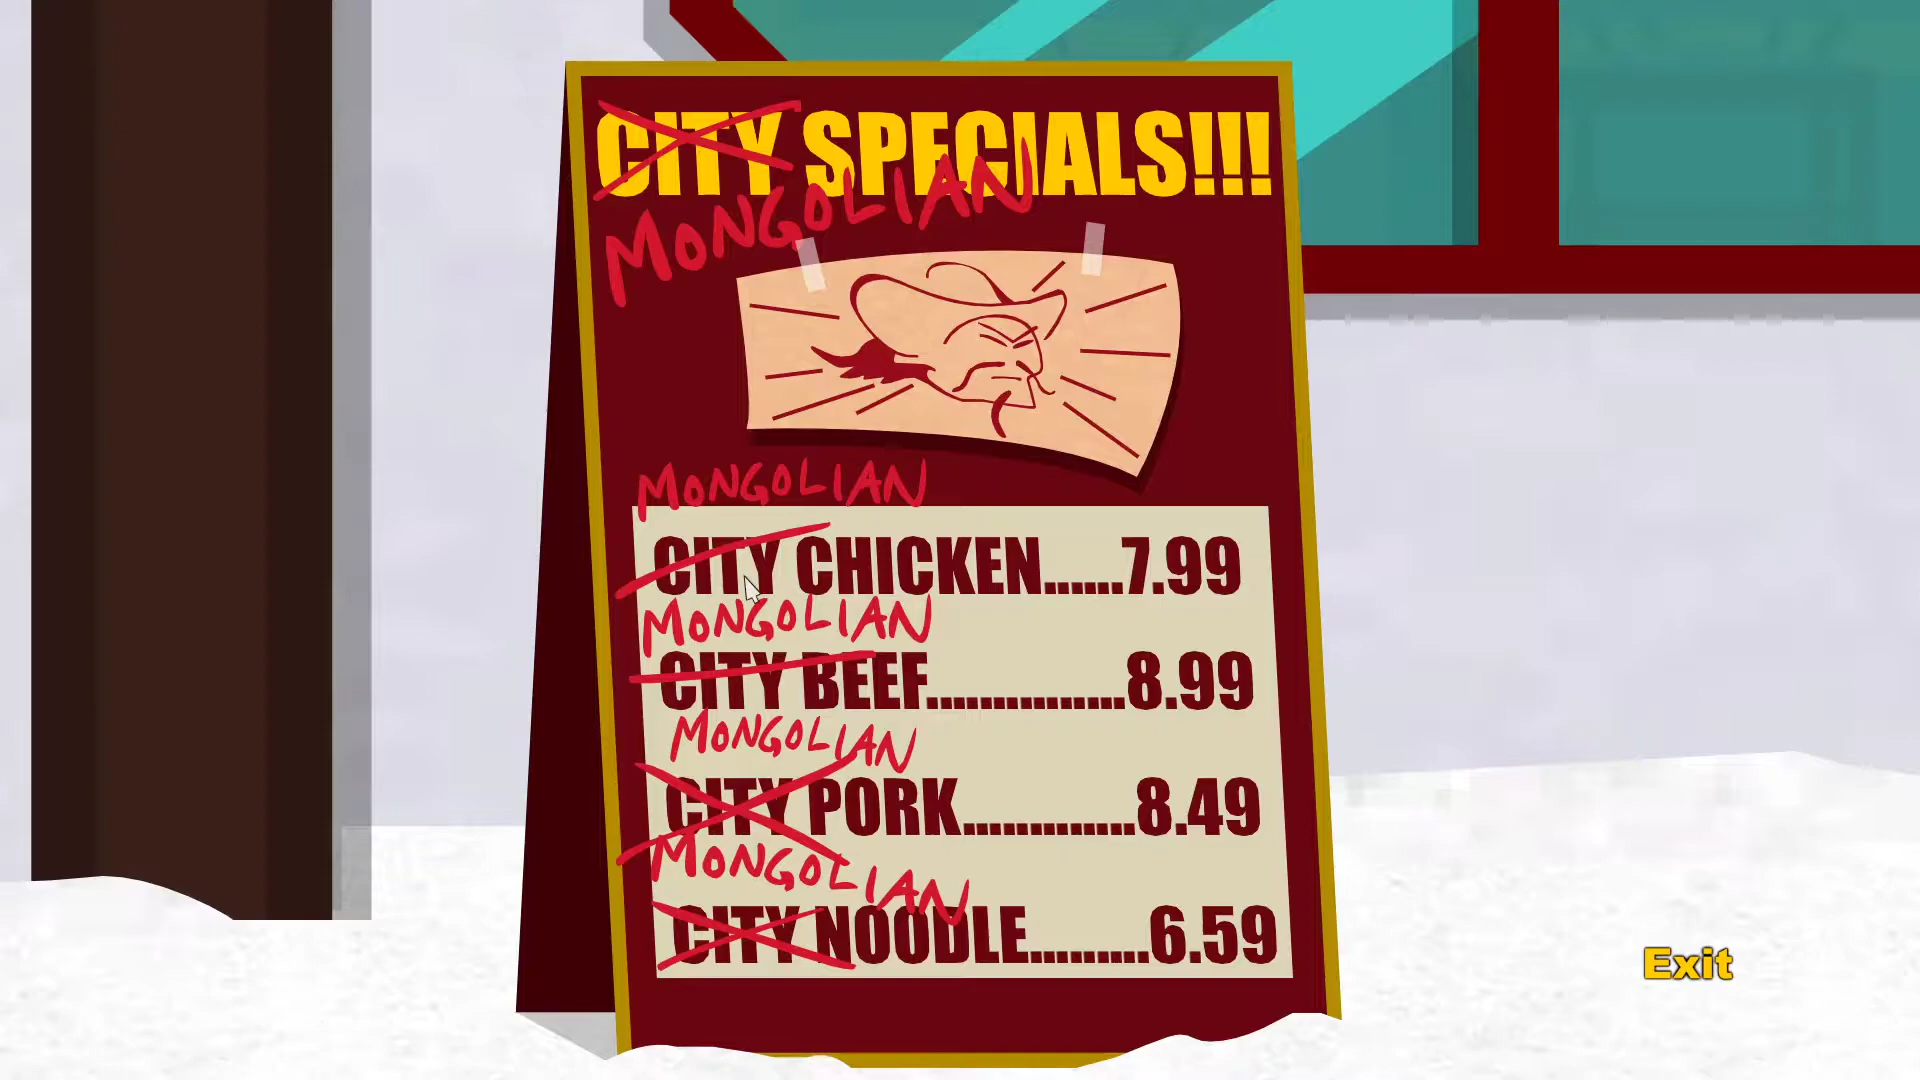 CITY SPECIALS!!!
MONGOLIAN
MONGOLIAN
CITY CHICKEN......7.99
MONGOLIAN
CITY BEEF...............8.99
MONGOLIAN
CITY PORK.............8.49
MONGOLIAN
CITY NOODLE.........6.59
Exit